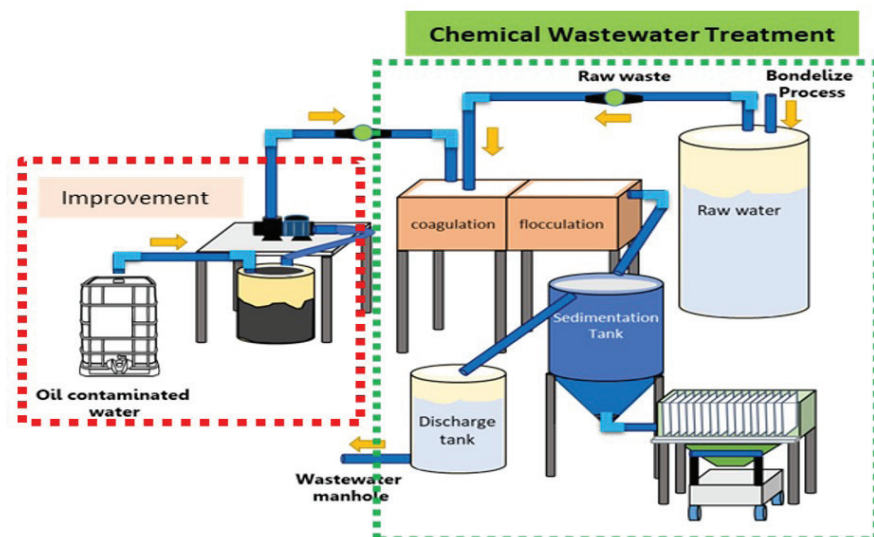 Chemical Wastewater Treatment
Raw waste
Bondelize
Process
Improvement
coagulation
flocculation
Raw water
Sedimentation
Tank
Oil contaminated
water
Discharge
tank
Wastewater
manhole